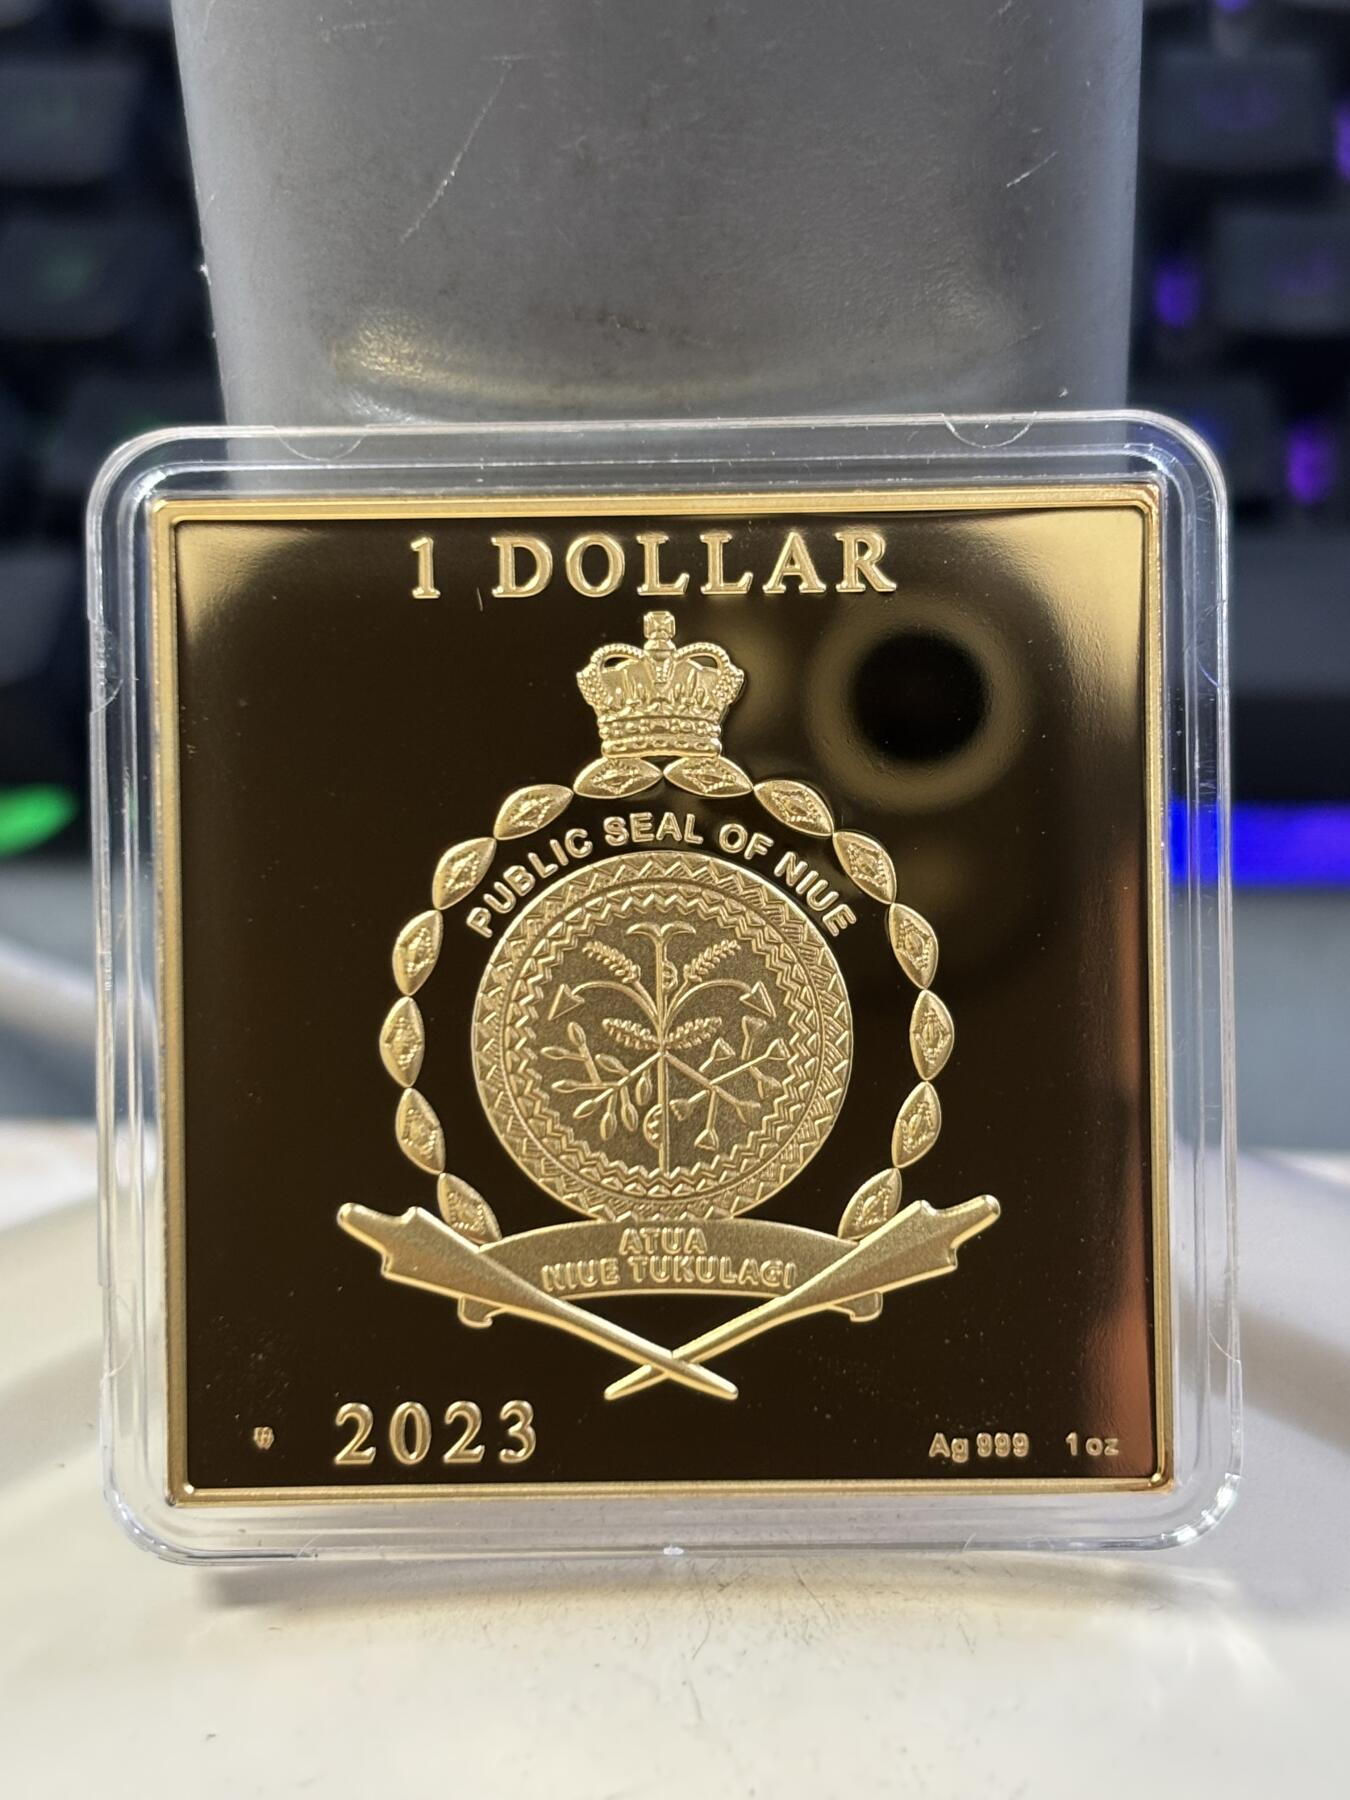 1 DOLLAR
PUBLIC SEAL OF NIUE
ATUA
NIUE TUKULAGI
2023
Ag 999 1 oz